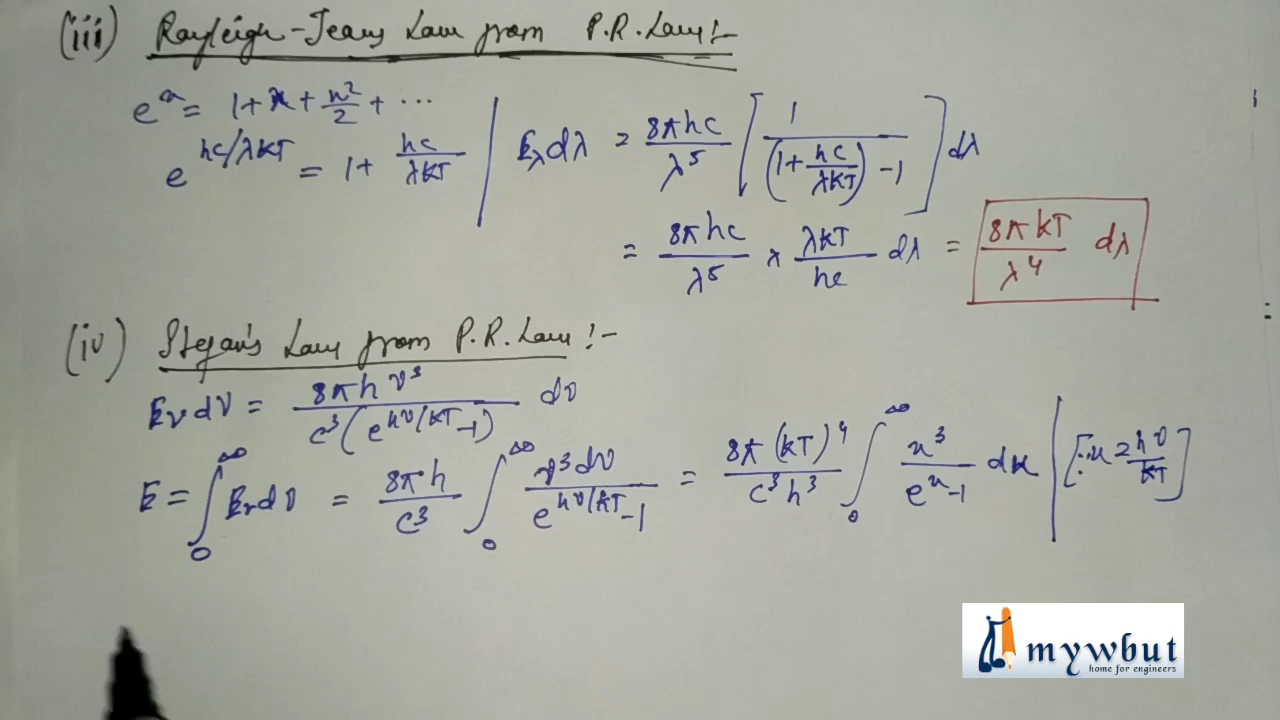 (iii) Rayleigh-Jeans Law from P.R. Law:-
e^x = 1 + x + x²/2 + ...
e^(hc/λKT) = 1 + hc/λKT | E_λ dλ = 8πhc/λ⁵ [1/((1 + hc/λKT) - 1)] dλ
= 8πhc/λ⁵ × λKT/hc dλ = 8πKT/λ⁴ dλ
(iv) Stefan's Law from P.R. Law:-
E_ν dν = 8πhν³/(c³(e^(hν/KT) - 1)) dν
E = ∫₀^∞ E_ν dν = 8πh/c³ ∫₀^∞ ν³dν/(e^(hν/KT) - 1) = 8π(KT)⁴/(c³h³) ∫₀^∞ x³/(e^x - 1) dx | [∵ x = hν/KT]
mywbut
home for engineers